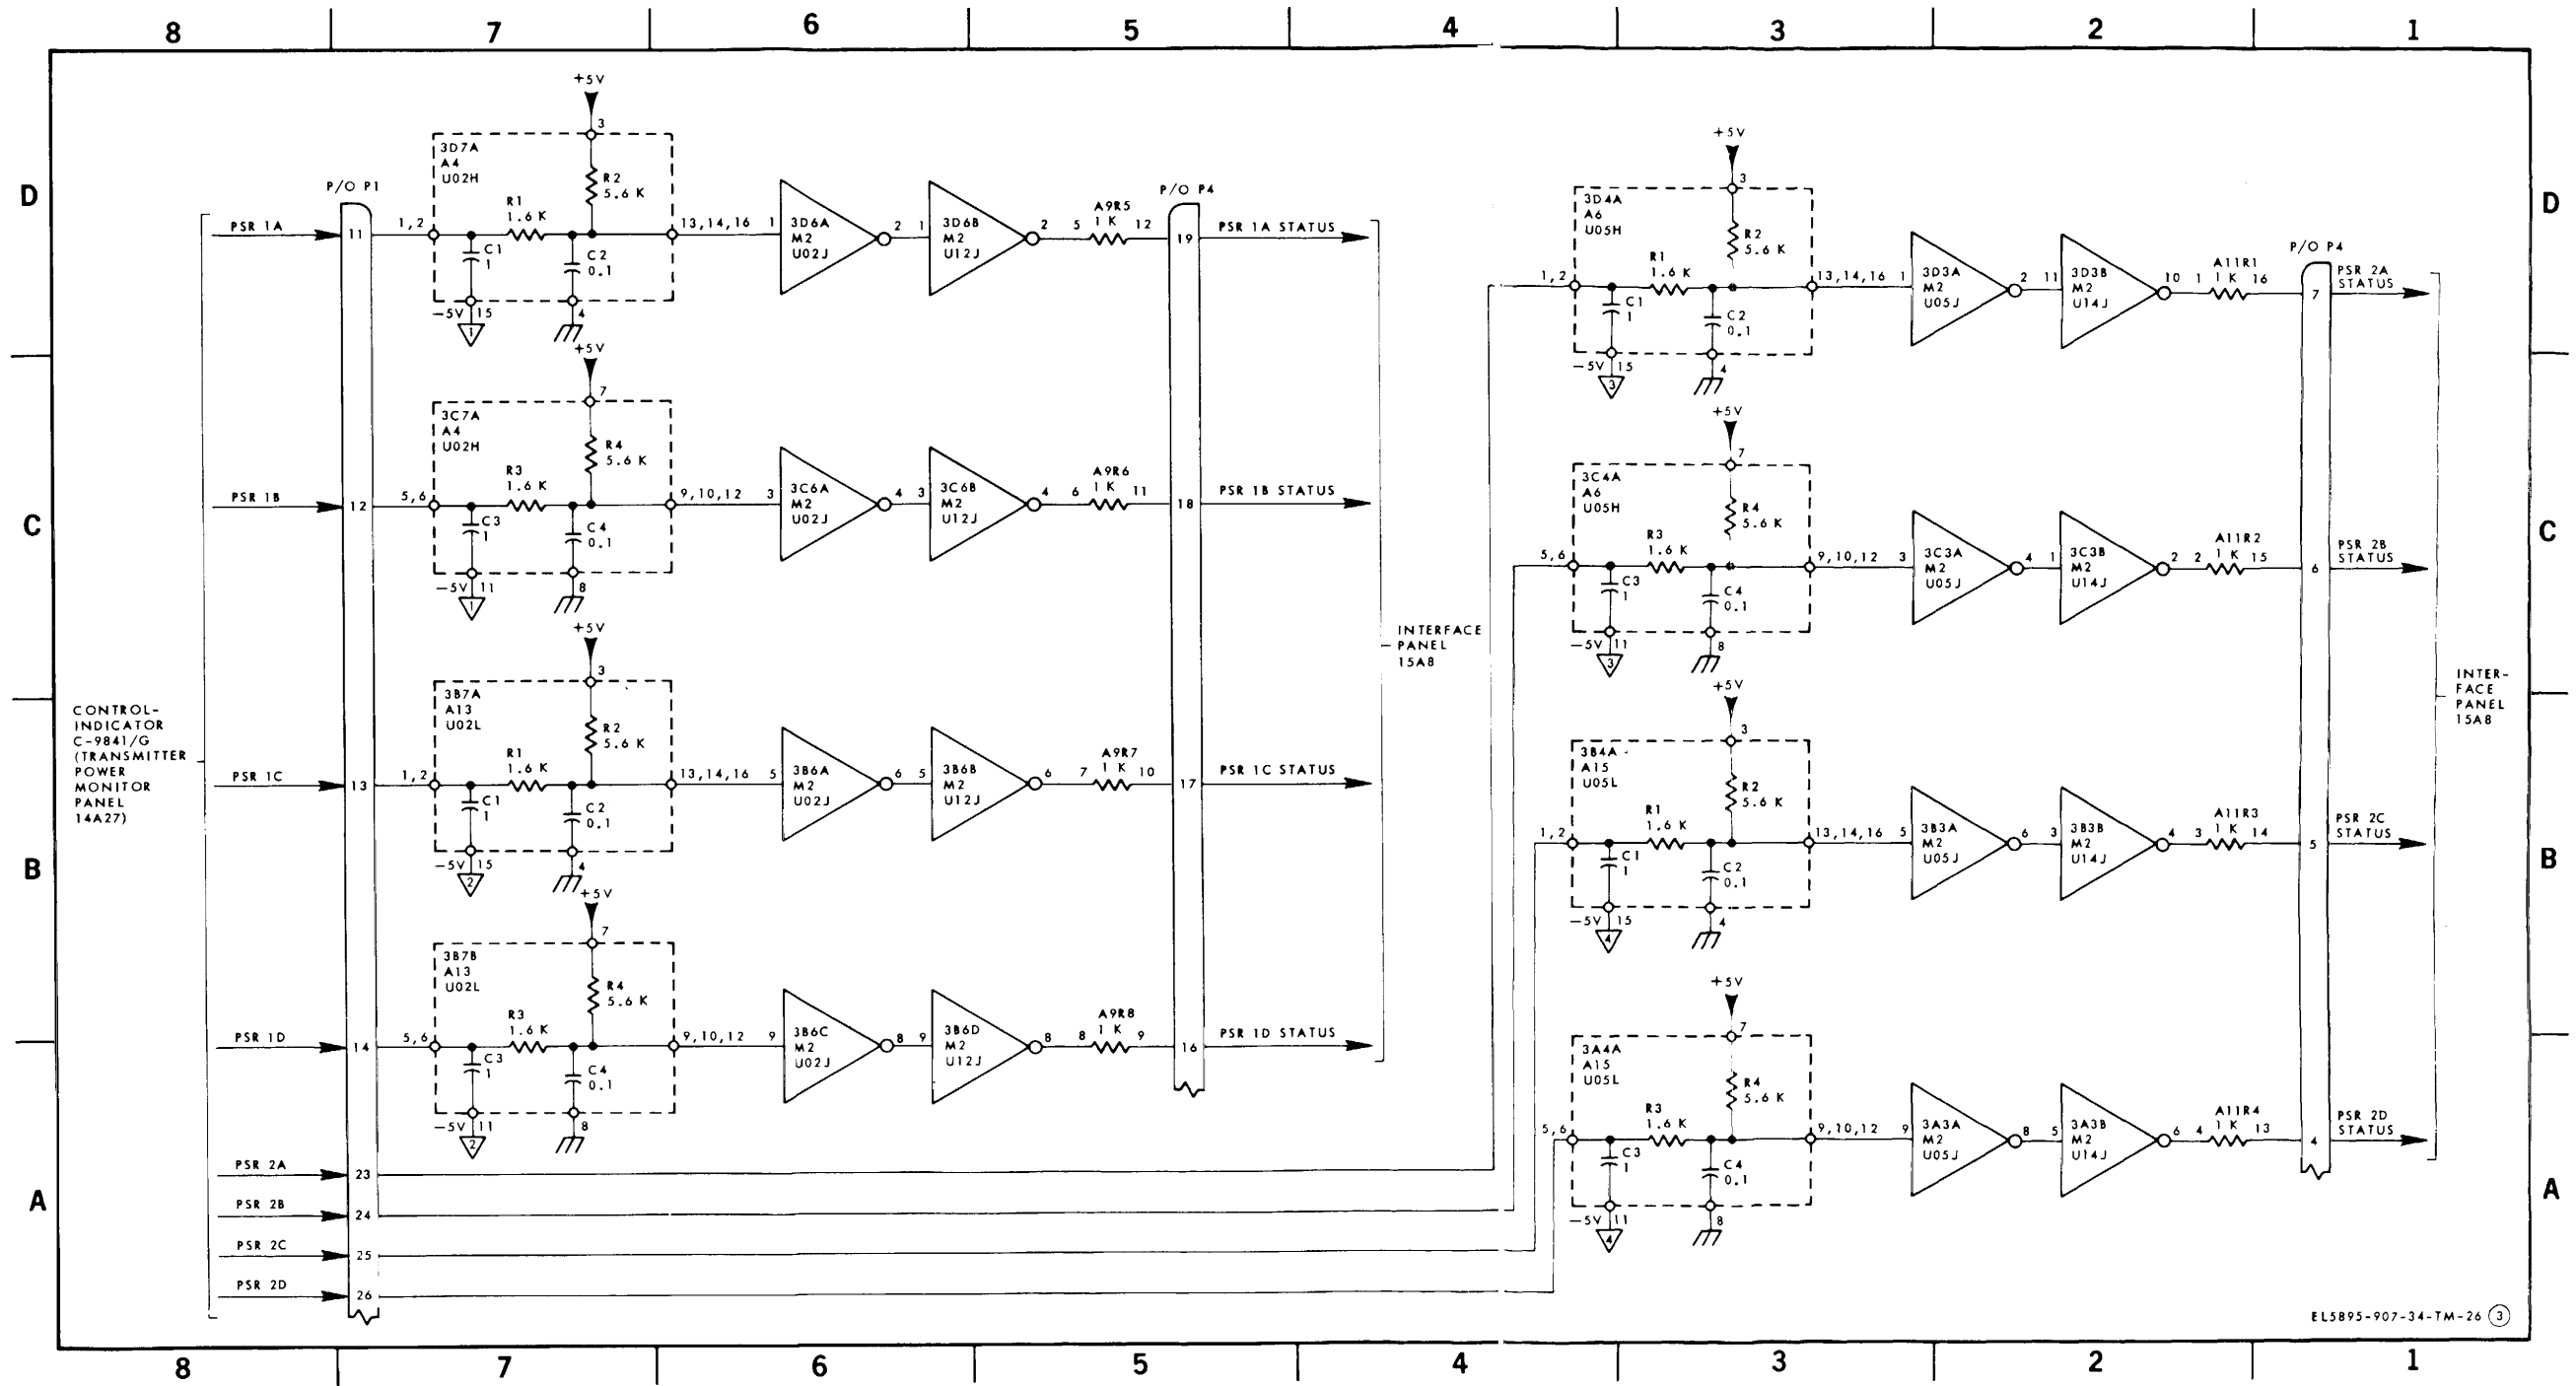 8 7 6 5 4 3 2 1
D
C
B
A
CONTROL-
INDICATOR
C-9841/G
(TRANSMITTER
POWER
MONITOR
PANEL
14A27)
P/O P1
PSR 1A
11
1,2
+5V
3
3D7A
A4
U02H
R1
1.6 K
R2
5.6 K
C1
1
C2
0.1
-5V
15
1
4
13,14,16
1
3D6A
M2
U02J
2
1
3D6B
M2
U12J
2
5
A9R5
1 K
12
P/O P4
19
PSR 1A STATUS
PSR 1B
12
5,6
+5V
7
3C7A
A4
U02H
R3
1.6 K
R4
5.6 K
C3
1
C4
0.1
-5V
11
1
8
9,10,12
3
3C6A
M2
U02J
4
3
3C6B
M2
U12J
4
6
A9R6
1 K
11
18
PSR 1B STATUS
PSR 1C
13
1,2
+5V
3
3B7A
A13
U02L
R1
1.6 K
R2
5.6 K
C1
1
C2
0.1
-5V
15
2
4
13,14,16
5
3B6A
M2
U02J
6
5
3B6B
M2
U12J
6
7
A9R7
1 K
10
17
PSR 1C STATUS
PSR 1D
14
5,6
+5V
7
3B7B
A13
U02L
R3
1.6 K
R4
5.6 K
C3
1
C4
0.1
-5V
11
2
8
9,10,12
9
3B6C
M2
U02J
8
9
3B6D
M2
U12J
8
8
A9R8
1 K
9
16
PSR 1D STATUS
INTERFACE
PANEL
15A8
PSR 2A
23
PSR 2B
24
PSR 2C
25
PSR 2D
26
1,2
+5V
3
3D4A
A6
U05H
R1
1.6 K
R2
5.6 K
C1
1
C2
0.1
-5V
15
3
4
13,14,16
1
3D3A
M2
U05J
2
11
3D3B
M2
U14J
10
1
A11R1
1 K
16
P/O P4
7
PSR 2A
STATUS
5,6
+5V
7
3C4A
A6
U05H
R3
1.6 K
R4
5.6 K
C3
1
C4
0.1
-5V
11
3
8
9,10,12
3
3C3A
M2
U05J
4
1
3C3B
M2
U14J
2
2
A11R2
1 K
15
6
PSR 2B
STATUS
1,2
+5V
3
3B4A
A15
U05L
R1
1.6 K
R2
5.6 K
C1
1
C2
0.1
-5V
15
4
4
13,14,16
5
3B3A
M2
U05J
6
3
3B3B
M2
U14J
4
3
A11R3
1 K
14
5
PSR 2C
STATUS
5,6
+5V
7
3A4A
A15
U05L
R3
1.6 K
R4
5.6 K
C3
1
C4
0.1
-5V
11
4
8
9,10,12
9
3A3A
M2
U05J
8
5
3A3B
M2
U14J
6
4
A11R4
1 K
13
4
PSR 2D
STATUS
INTER-
FACE
PANEL
15A8
D
C
B
A
EL5895-907-34-TM-26 3
8 7 6 5 4 3 2 1